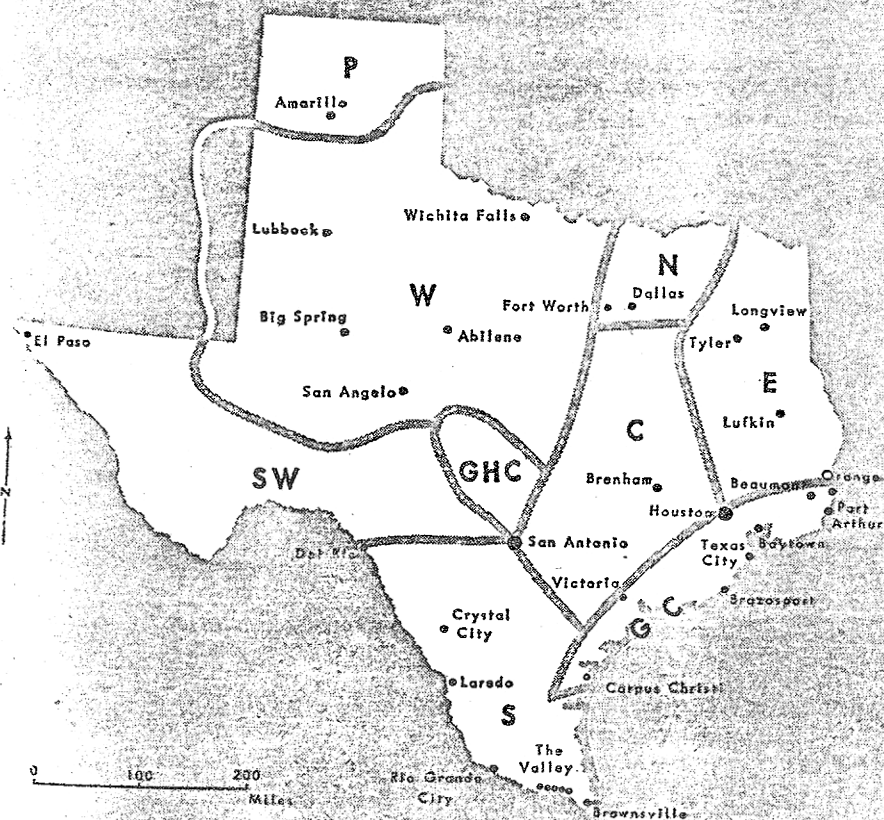 P
Amarillo
Lubbock
Wichita Falls
W
N
Fort Worth
Dallas
Longview
Big Spring
Abilene
Tyler
El Paso
San Angelo
E
Lufkin
C
GHC
SW
Brenham
Beaumont
Orange
Houston
Port
Arthur
N
Del Rio
San Antonio
Texas
City
Baytown
Victoria
Brazosport
G C
Crystal
City
Laredo
Corpus Christi
S
The
Valley
0 100 200
Miles
Rio Grande
City
Brownsville